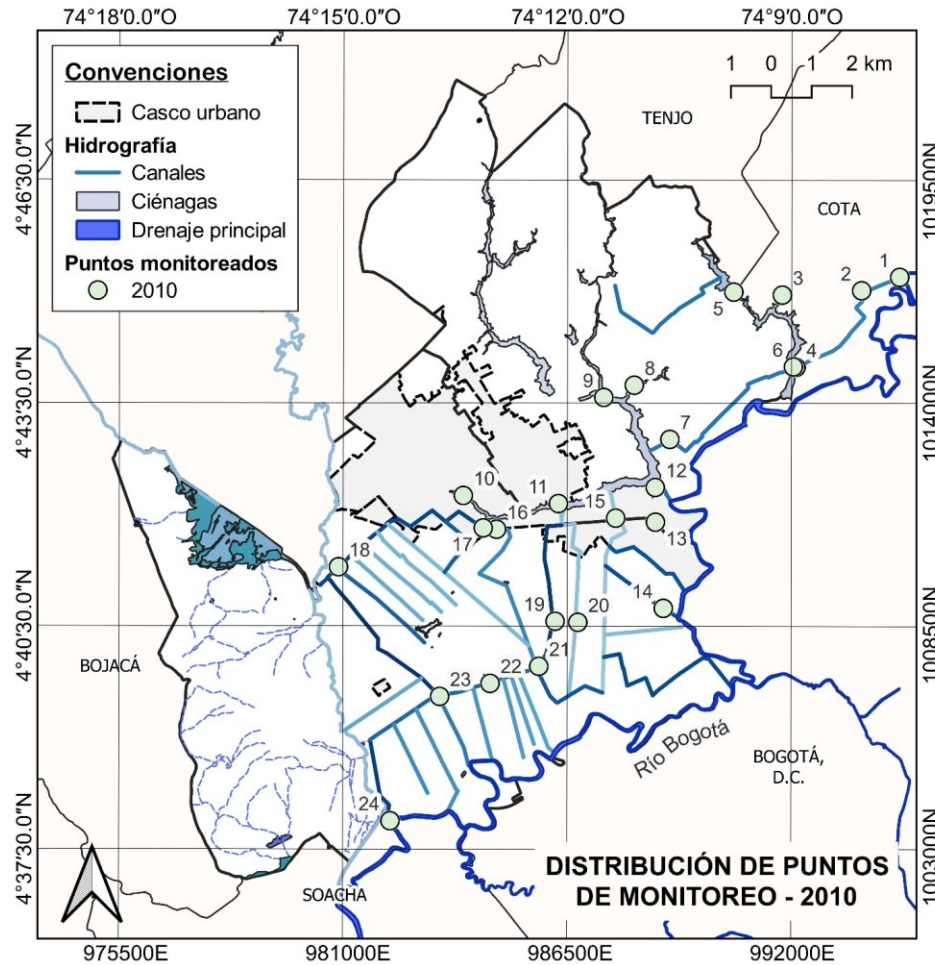 74°18'0.0"W
74°15'0.0"W
74°12'0.0"W
74°9'0.0"W
Convenciones
Casco urbano
Hidrografía
Canales
Ciénagas
Drenaje principal
Puntos monitoreados
2010
1 0 1 2 km
TENJO
COTA
4°46'30.0"N
1019500N
1
2
3
5
6
4
4°43'30.0"N
1014000N
8
9
7
10
11
15
12
16
17
13
18
14
19
20
4°40'30.0"N
1008500N
BOJACÁ
21
22
23
Río Bogotá
BOGOTÁ,
D.C.
24
4°37'30.0"N
1003000N
SOACHA
DISTRIBUCIÓN DE PUNTOS
DE MONITOREO - 2010
975500E
981000E
986500E
992000E